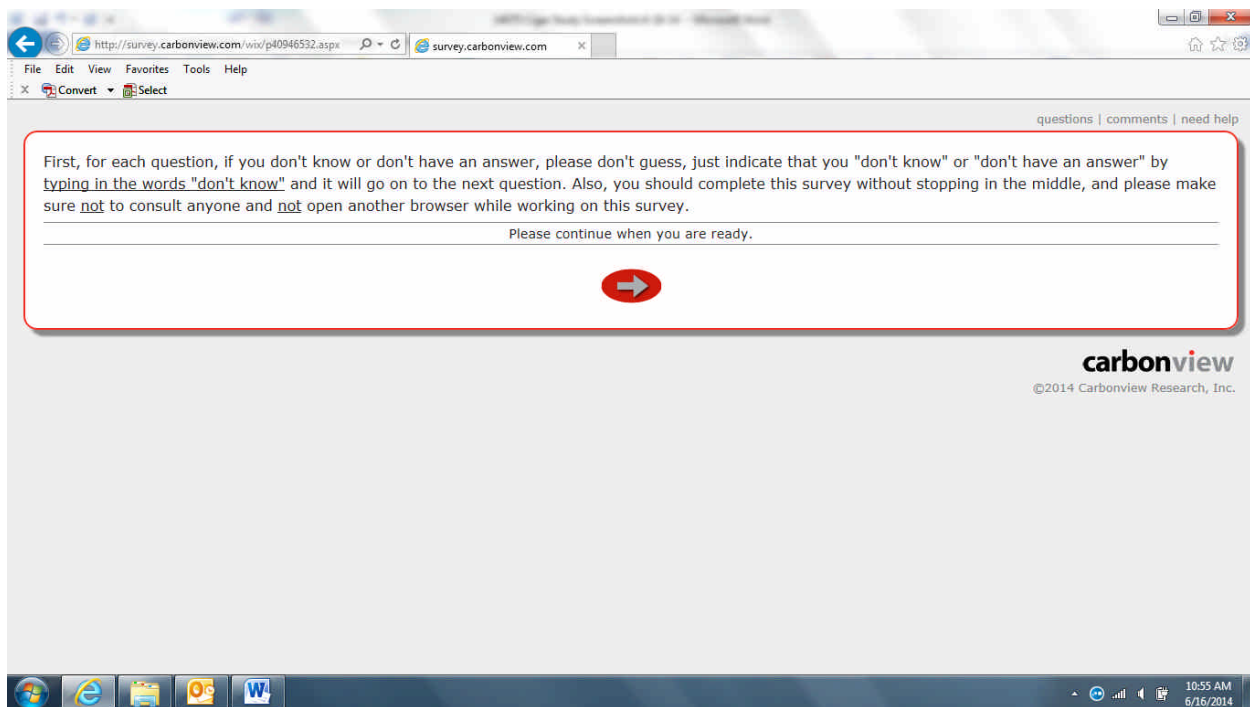 http://survey.carbonview.com/wix/p40946532.aspx
survey.carbonview.com
File Edit View Favorites Tools Help
Convert Select
questions | comments | need help
First, for each question, if you don't know or don't have an answer, please don't guess, just indicate that you "don't know" or "don't have an answer" by
typing in the words "don't know" and it will go on to the next question. Also, you should complete this survey without stopping in the middle, and please make
sure not to consult anyone and not open another browser while working on this survey.
Please continue when you are ready.
carbonview
©2014 Carbonview Research, Inc.
10:55 AM
6/16/2014